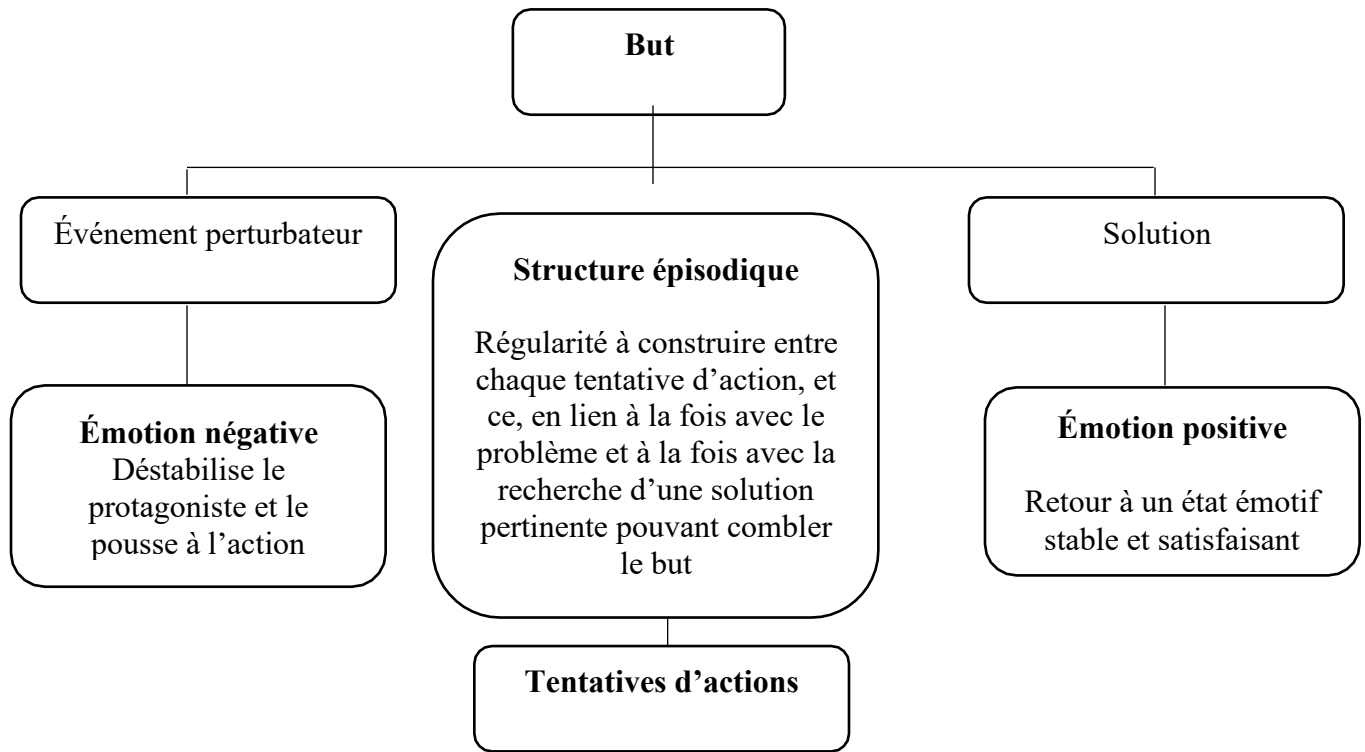 But
Événement perturbateur
Émotion négative
Déstabilise le
protagoniste et le
pousse à l’action
Structure épisodique
Régularité à construire entre
chaque tentative d’action, et
ce, en lien à la fois avec le
problème et à la fois avec la
recherche d’une solution
pertinente pouvant combler
le but
Tentatives d’actions
Solution
Émotion positive
Retour à un état émotif
stable et satisfaisant